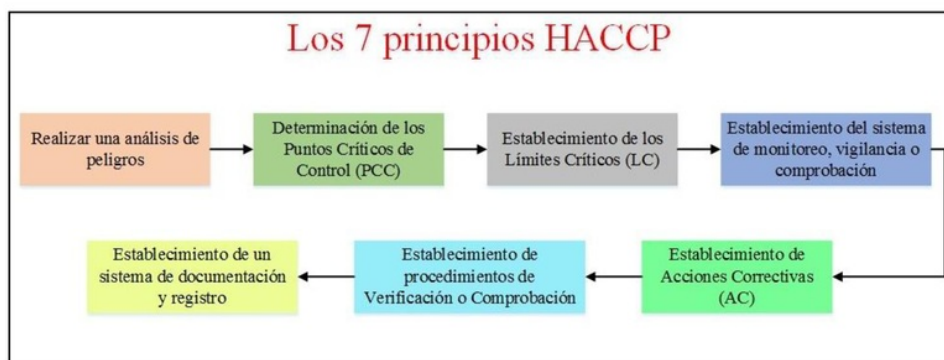 Los 7 principios HACCP
Realizar una análisis de
peligros
Determinación de los
Puntos Críticos de
Control (PCC)
Establecimiento de los
Límites Críticos (LC)
Establecimiento del sistema
de monitoreo, vigilancia o
comprobación
Establecimiento de
Acciones Correctivas
(AC)
Establecimiento de
procedimientos de
Verificación o Comprobación
Establecimiento de un
sistema de documentación
y registro